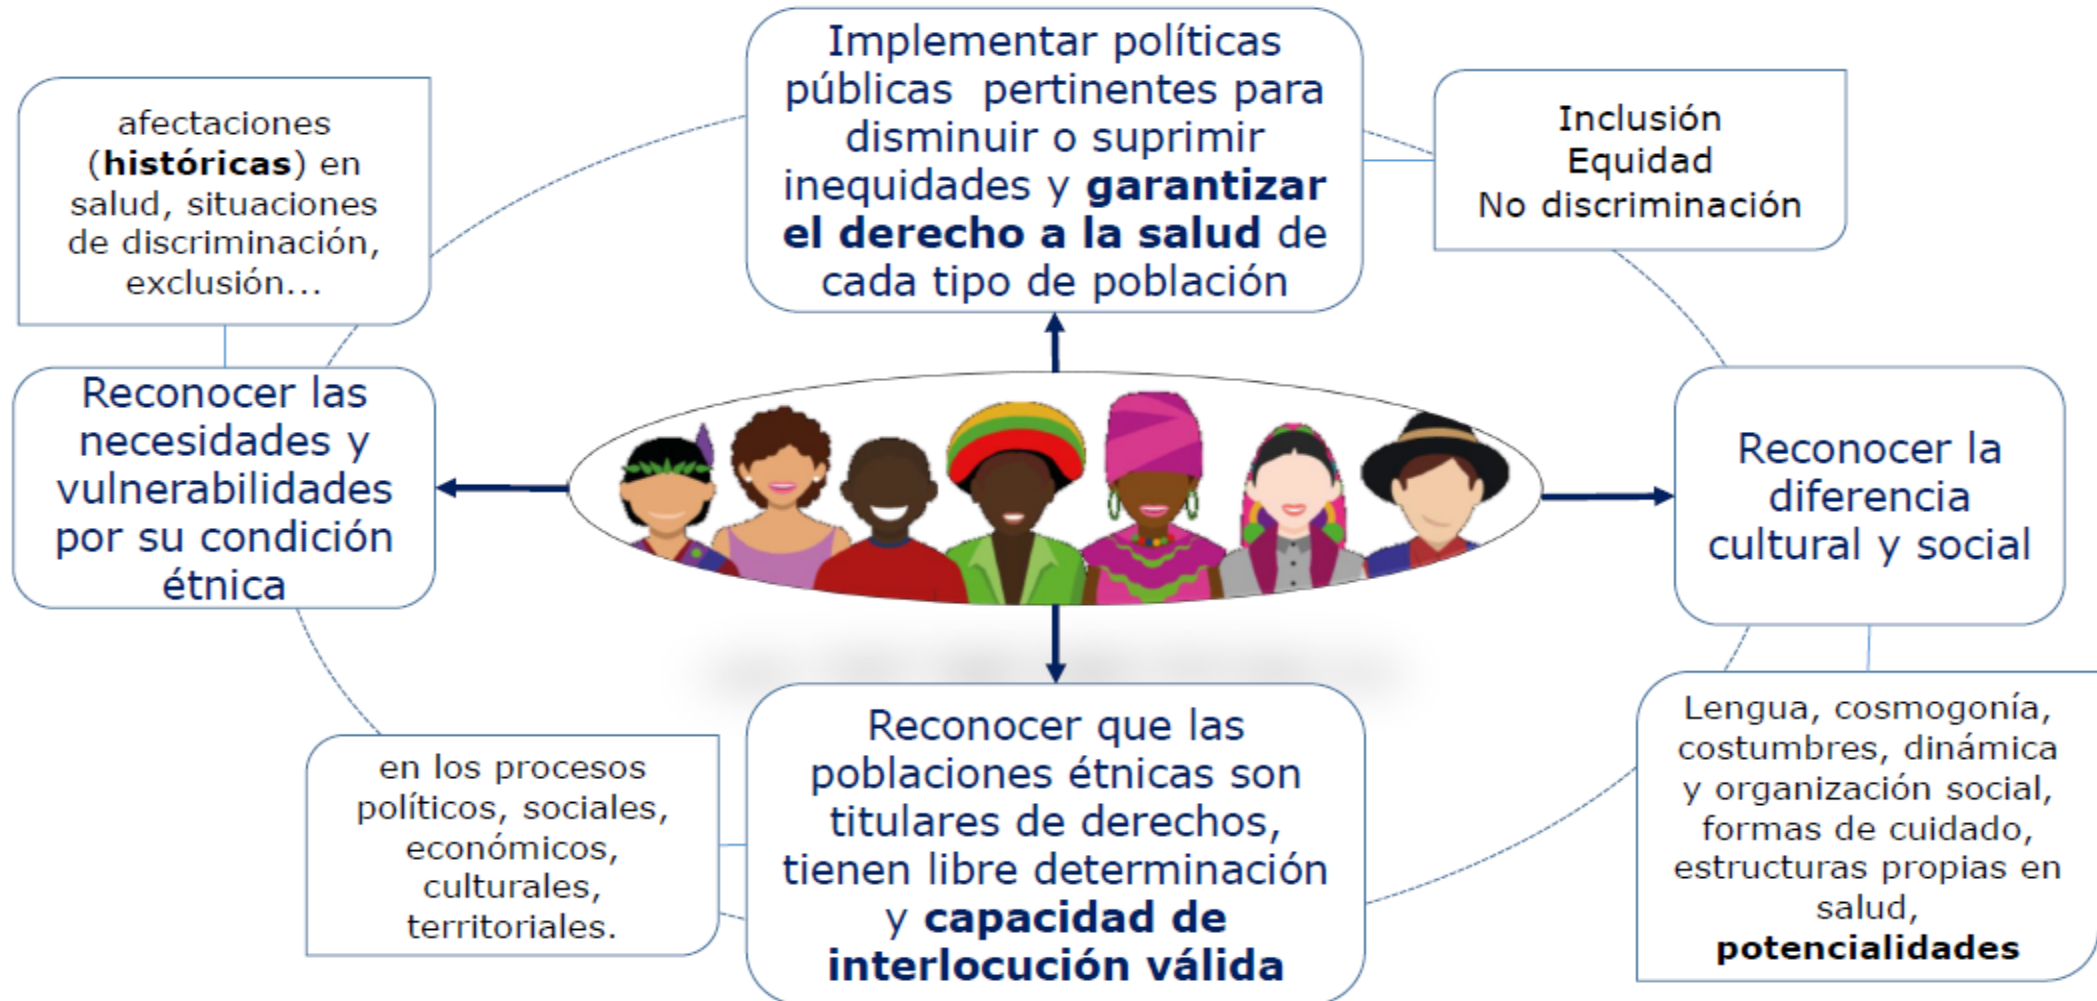 Implementar políticas
públicas  pertinentes para
disminuir o suprimir
inequidades y garantizar
el derecho a la salud de
cada tipo de población
afectaciones
(históricas) en
salud, situaciones
de discriminación,
exclusión...
Inclusión
Equidad
No discriminación
Reconocer las
necesidades y
vulnerabilidades
por su condición
étnica
Reconocer la
diferencia
cultural y social
en los procesos
políticos, sociales,
económicos,
culturales,
territoriales.
Reconocer que las
poblaciones étnicas son
titulares de derechos,
tienen libre determinación
y capacidad de
interlocución válida
Lengua, cosmogonía,
costumbres, dinámica
y organización social,
formas de cuidado,
estructuras propias en
salud,
potencialidades